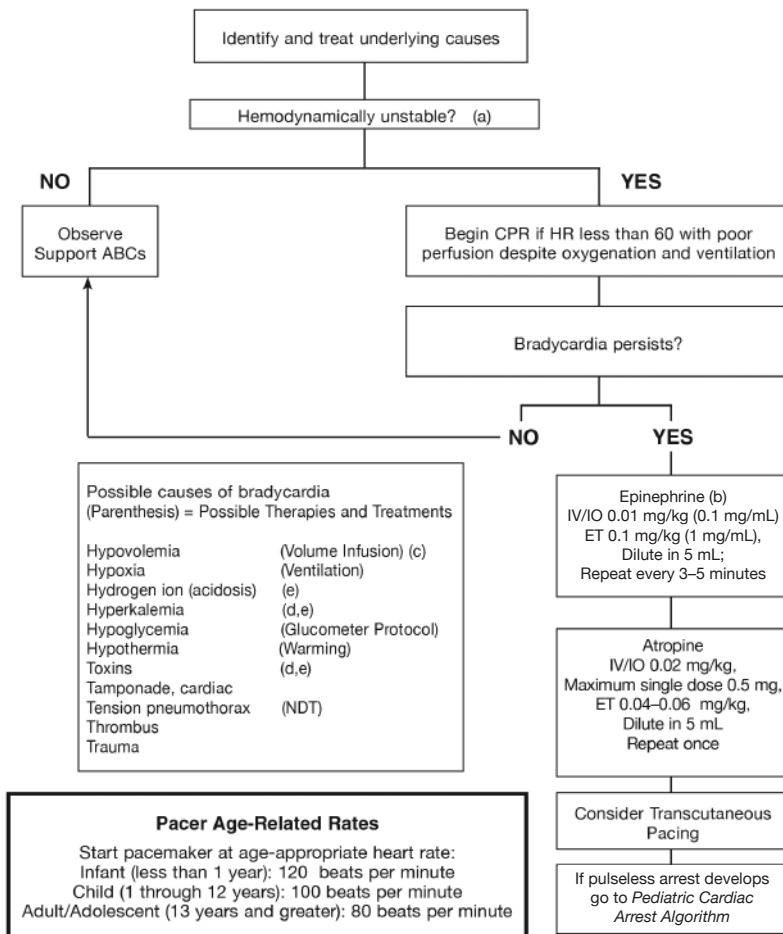 Identify and treat underlying causes
Hemodynamically unstable? (a)
NO
YES
Observe
Support ABCs
Begin CPR if HR less than 60 with poor
perfusion despite oxygenation and ventilation
Bradycardia persists?
NO
YES
Possible causes of bradycardia
(Parenthesis) = Possible Therapies and Treatments
Hypovolemia (Volume Infusion) (c)
Hypoxia (Ventilation)
Hydrogen ion (acidosis) (e)
Hyperkalemia (d,e)
Hypoglycemia (Glucometer Protocol)
Hypothermia (Warming)
Toxins (d,e)
Tamponade, cardiac
Tension pneumothorax (NDT)
Thrombus
Trauma
Epinephrine (b)
IV/IO 0.01 mg/kg (0.1 mg/mL)
ET 0.1 mg/kg (1 mg/mL),
Dilute in 5 mL;
Repeat every 3–5 minutes
Atropine
IV/IO 0.02 mg/kg,
Maximum single dose 0.5 mg,
ET 0.04–0.06 mg/kg,
Dilute in 5 mL
Repeat once
Consider Transcutaneous
Pacing
If pulseless arrest develops
go to Pediatric Cardiac
Arrest Algorithm
Pacer Age-Related Rates
Start pacemaker at age-appropriate heart rate:
Infant (less than 1 year): 120 beats per minute
Child (1 through 12 years): 100 beats per minute
Adult/Adolescent (13 years and greater): 80 beats per minute